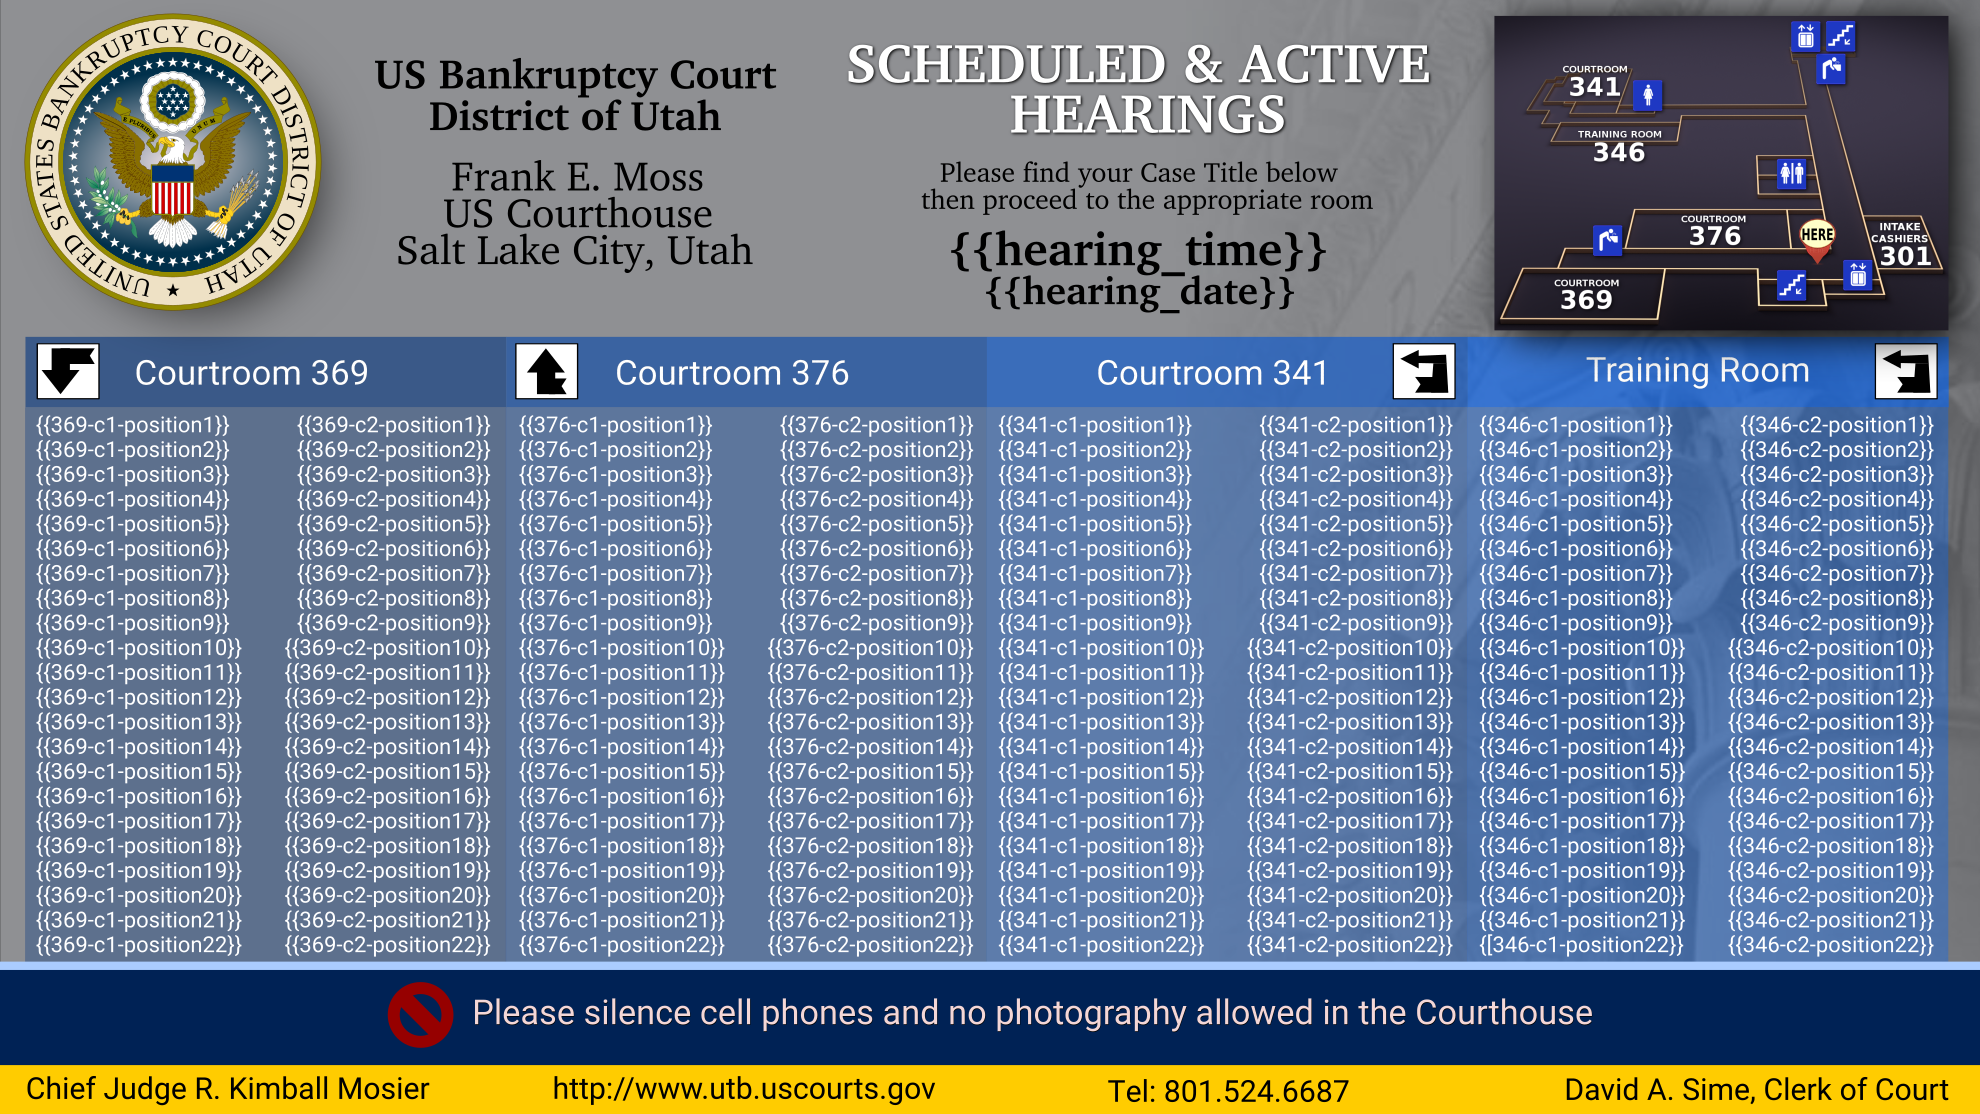 UNITED STATES BANKRUPTCY COURT DISTRICT OF UTAH
E PLURIBUS UNUM
US Bankruptcy Court
District of Utah
Frank E. Moss
US Courthouse
Salt Lake City, Utah
SCHEDULED & ACTIVE
HEARINGS
Please find your Case Title below
then proceed to the appropriate room
{{hearing_time}}
{{hearing_date}}
COURTROOM
341
TRAINING ROOM
346
COURTROOM
376
HERE
INTAKE
CASHIERS
301
COURTROOM
369
Courtroom 369 Courtroom 376 Courtroom 341 Training Room
{{369-c1-position1}} {{369-c2-position1}} {{376-c1-position1}} {{376-c2-position1}} {{341-c1-position1}} {{341-c2-position1}} {{346-c1-position1}} {{346-c2-position1}}
{{369-c1-position2}} {{369-c2-position2}} {{376-c1-position2}} {{376-c2-position2}} {{341-c1-position2}} {{341-c2-position2}} {{346-c1-position2}} {{346-c2-position2}}
{{369-c1-position3}} {{369-c2-position3}} {{376-c1-position3}} {{376-c2-position3}} {{341-c1-position3}} {{341-c2-position3}} {{346-c1-position3}} {{346-c2-position3}}
{{369-c1-position4}} {{369-c2-position4}} {{376-c1-position4}} {{376-c2-position4}} {{341-c1-position4}} {{341-c2-position4}} {{346-c1-position4}} {{346-c2-position4}}
{{369-c1-position5}} {{369-c2-position5}} {{376-c1-position5}} {{376-c2-position5}} {{341-c1-position5}} {{341-c2-position5}} {{346-c1-position5}} {{346-c2-position5}}
{{369-c1-position6}} {{369-c2-position6}} {{376-c1-position6}} {{376-c2-position6}} {{341-c1-position6}} {{341-c2-position6}} {{346-c1-position6}} {{346-c2-position6}}
{{369-c1-position7}} {{369-c2-position7}} {{376-c1-position7}} {{376-c2-position7}} {{341-c1-position7}} {{341-c2-position7}} {{346-c1-position7}} {{346-c2-position7}}
{{369-c1-position8}} {{369-c2-position8}} {{376-c1-position8}} {{376-c2-position8}} {{341-c1-position8}} {{341-c2-position8}} {{346-c1-position8}} {{346-c2-position8}}
{{369-c1-position9}} {{369-c2-position9}} {{376-c1-position9}} {{376-c2-position9}} {{341-c1-position9}} {{341-c2-position9}} {{346-c1-position9}} {{346-c2-position9}}
{{369-c1-position10}} {{369-c2-position10}} {{376-c1-position10}} {{376-c2-position10}} {{341-c1-position10}} {{341-c2-position10}} {{346-c1-position10}} {{346-c2-position10}}
{{369-c1-position11}} {{369-c2-position11}} {{376-c1-position11}} {{376-c2-position11}} {{341-c1-position11}} {{341-c2-position11}} {{346-c1-position11}} {{346-c2-position11}}
{{369-c1-position12}} {{369-c2-position12}} {{376-c1-position12}} {{376-c2-position12}} {{341-c1-position12}} {{341-c2-position12}} {{346-c1-position12}} {{346-c2-position12}}
{{369-c1-position13}} {{369-c2-position13}} {{376-c1-position13}} {{376-c2-position13}} {{341-c1-position13}} {{341-c2-position13}} {{346-c1-position13}} {{346-c2-position13}}
{{369-c1-position14}} {{369-c2-position14}} {{376-c1-position14}} {{376-c2-position14}} {{341-c1-position14}} {{341-c2-position14}} {{346-c1-position14}} {{346-c2-position14}}
{{369-c1-position15}} {{369-c2-position15}} {{376-c1-position15}} {{376-c2-position15}} {{341-c1-position15}} {{341-c2-position15}} {{346-c1-position15}} {{346-c2-position15}}
{{369-c1-position16}} {{369-c2-position16}} {{376-c1-position16}} {{376-c2-position16}} {{341-c1-position16}} {{341-c2-position16}} {{346-c1-position16}} {{346-c2-position16}}
{{369-c1-position17}} {{369-c2-position17}} {{376-c1-position17}} {{376-c2-position17}} {{341-c1-position17}} {{341-c2-position17}} {{346-c1-position17}} {{346-c2-position17}}
{{369-c1-position18}} {{369-c2-position18}} {{376-c1-position18}} {{376-c2-position18}} {{341-c1-position18}} {{341-c2-position18}} {{346-c1-position18}} {{346-c2-position18}}
{{369-c1-position19}} {{369-c2-position19}} {{376-c1-position19}} {{376-c2-position19}} {{341-c1-position19}} {{341-c2-position19}} {{346-c1-position19}} {{346-c2-position19}}
{{369-c1-position20}} {{369-c2-position20}} {{376-c1-position20}} {{376-c2-position20}} {{341-c1-position20}} {{341-c2-position20}} {{346-c1-position20}} {{346-c2-position20}}
{{369-c1-position21}} {{369-c2-position21}} {{376-c1-position21}} {{376-c2-position21}} {{341-c1-position21}} {{341-c2-position21}} {{346-c1-position21}} {{346-c2-position21}}
{{369-c1-position22}} {{369-c2-position22}} {{376-c1-position22}} {{376-c2-position22}} {{341-c1-position22}} {{341-c2-position22}} {[346-c1-position22}} {{346-c2-position22}}
Please silence cell phones and no photography allowed in the Courthouse
Chief Judge R. Kimball Mosier http://www.utb.uscourts.gov Tel: 801.524.6687 David A. Sime, Clerk of Court